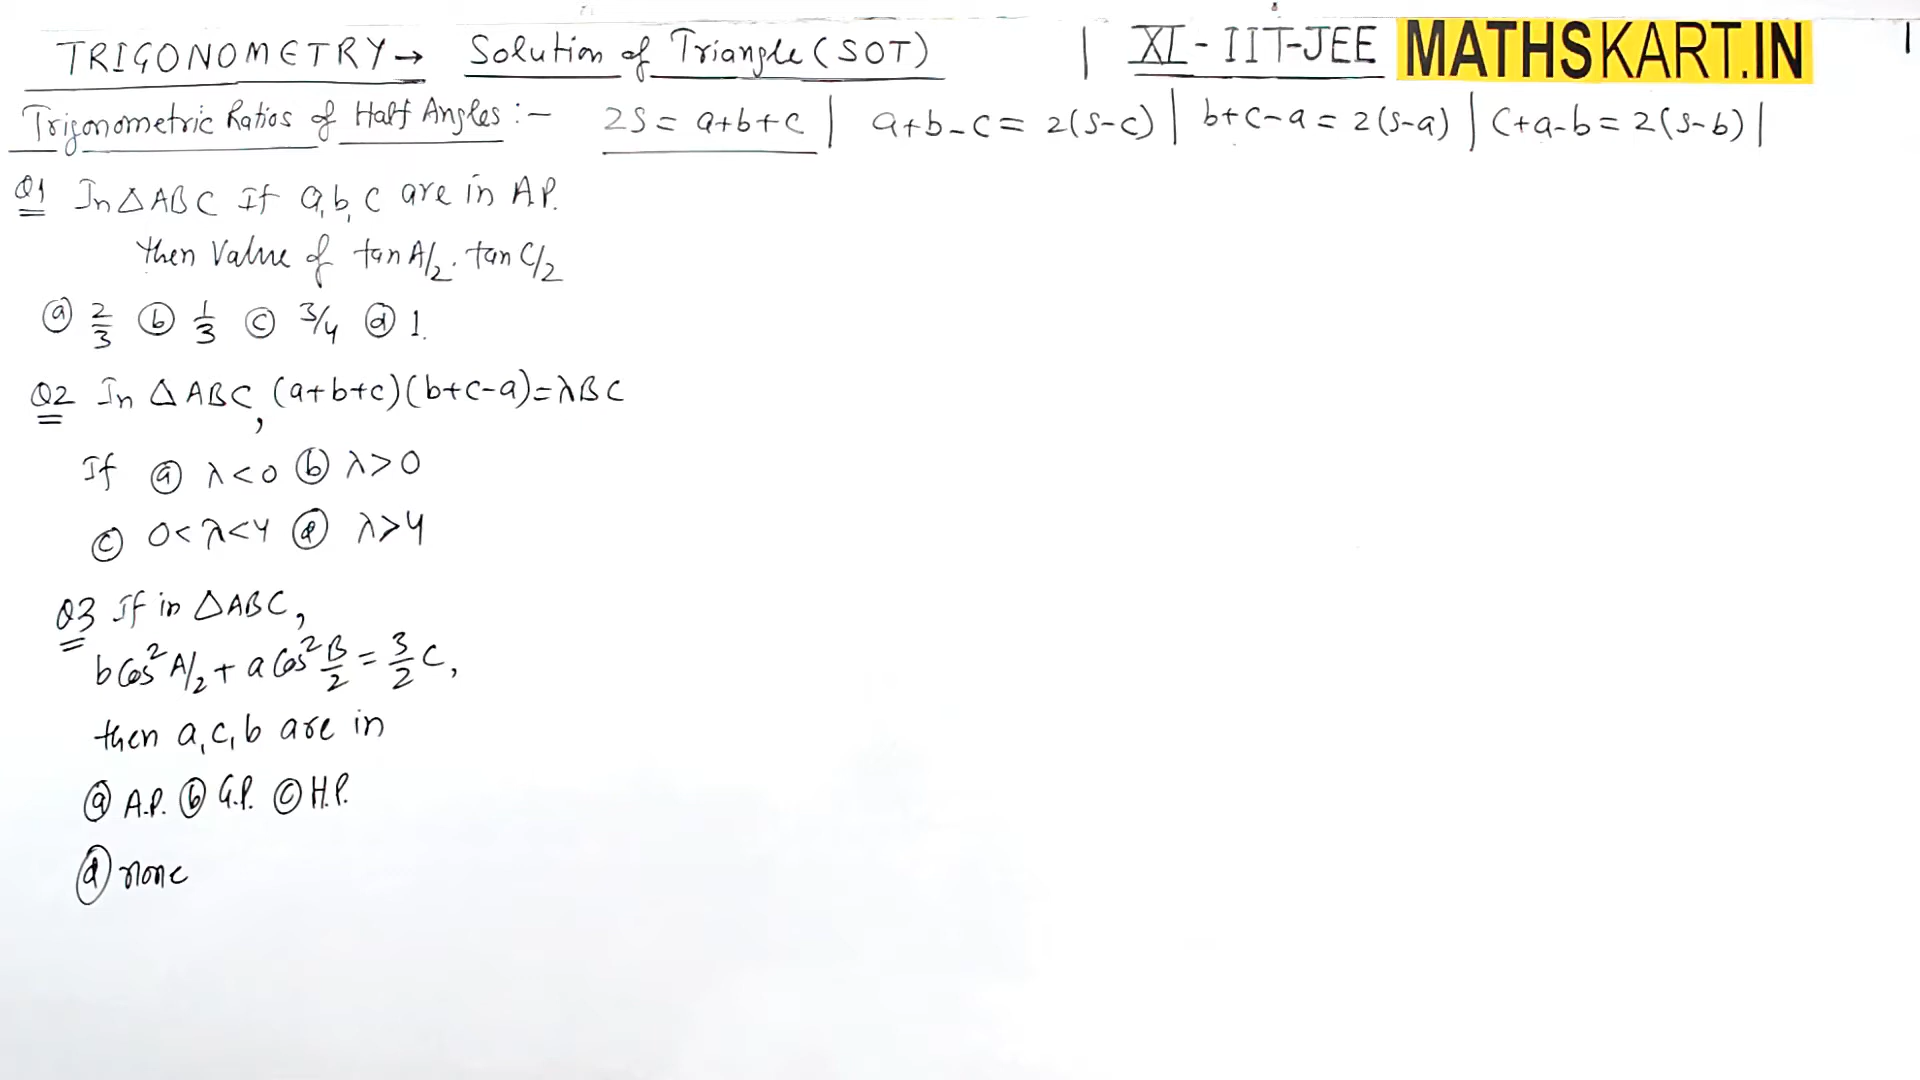 TRIGONOMETRY → Solution of Triangle (SOT) | XI - IIT-JEE MATHSKART.IN
Trigonometric Ratios of Half Angles :- 2S = a+b+c | a+b-c = 2(S-c) | b+c-a = 2(S-a) | c+a-b = 2(S-b) |
Q1 In △ABC If a, b, c are in A.P.
then Value of tan A/2 . tan C/2
ⓐ 2/3 ⓑ 1/3 ⓒ 3/4 ⓓ 1.
Q2 In △ ABC, (a+b+c)(b+c-a) = λBC
If ⓐ λ<0 ⓑ λ>0
ⓒ 0<λ<4 ⓓ λ>4
Q3 If in △ABC,
b Cos² A/2 + a Cos² B/2 = 3/2 C,
then a, c, b are in
ⓐ A.P. ⓑ G.P. ⓒ H.P.
ⓓ none